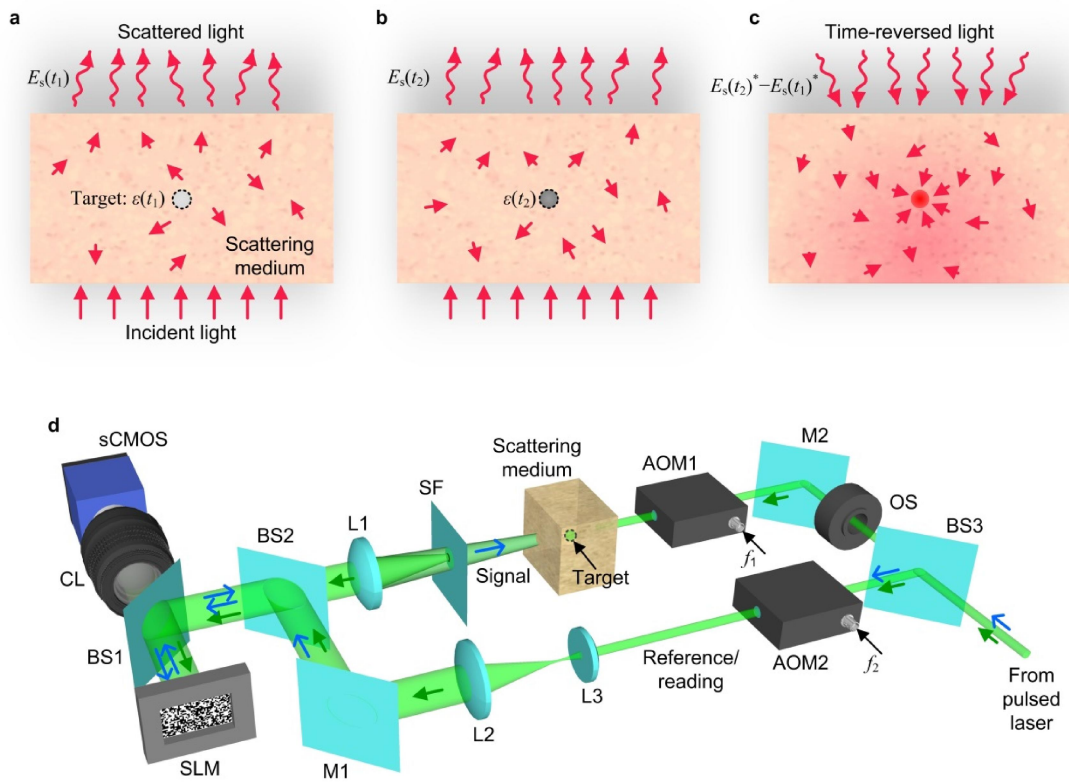 a
Scattered light
Eₛ(t₁)
Target: ε(t₁)
Scattering
medium
Incident light
b
Eₛ(t₂)
ε(t₂)
c
Time-reversed light
Eₛ(t₂)*−Eₛ(t₁)*
d
sCMOS
CL
BS1
SLM
BS2
M1
L1
SF
L2
Signal
Scattering
medium
Target
L3
AOM1
f₁
M2
OS
BS3
Reference/
reading
AOM2
f₂
From
pulsed
laser